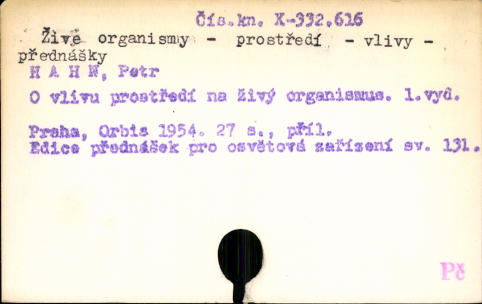 Čís.kn. X-332.616
Živé organismy - prostředí - vlivy -
přednášky
H A H N, Petr
O vlivu prostředí na živý organismus. 1.vyd.
Praha, Orbis 1954. 27 s., příl.
Edice přednášek pro osvětová zařízení sv. 131.
Pč